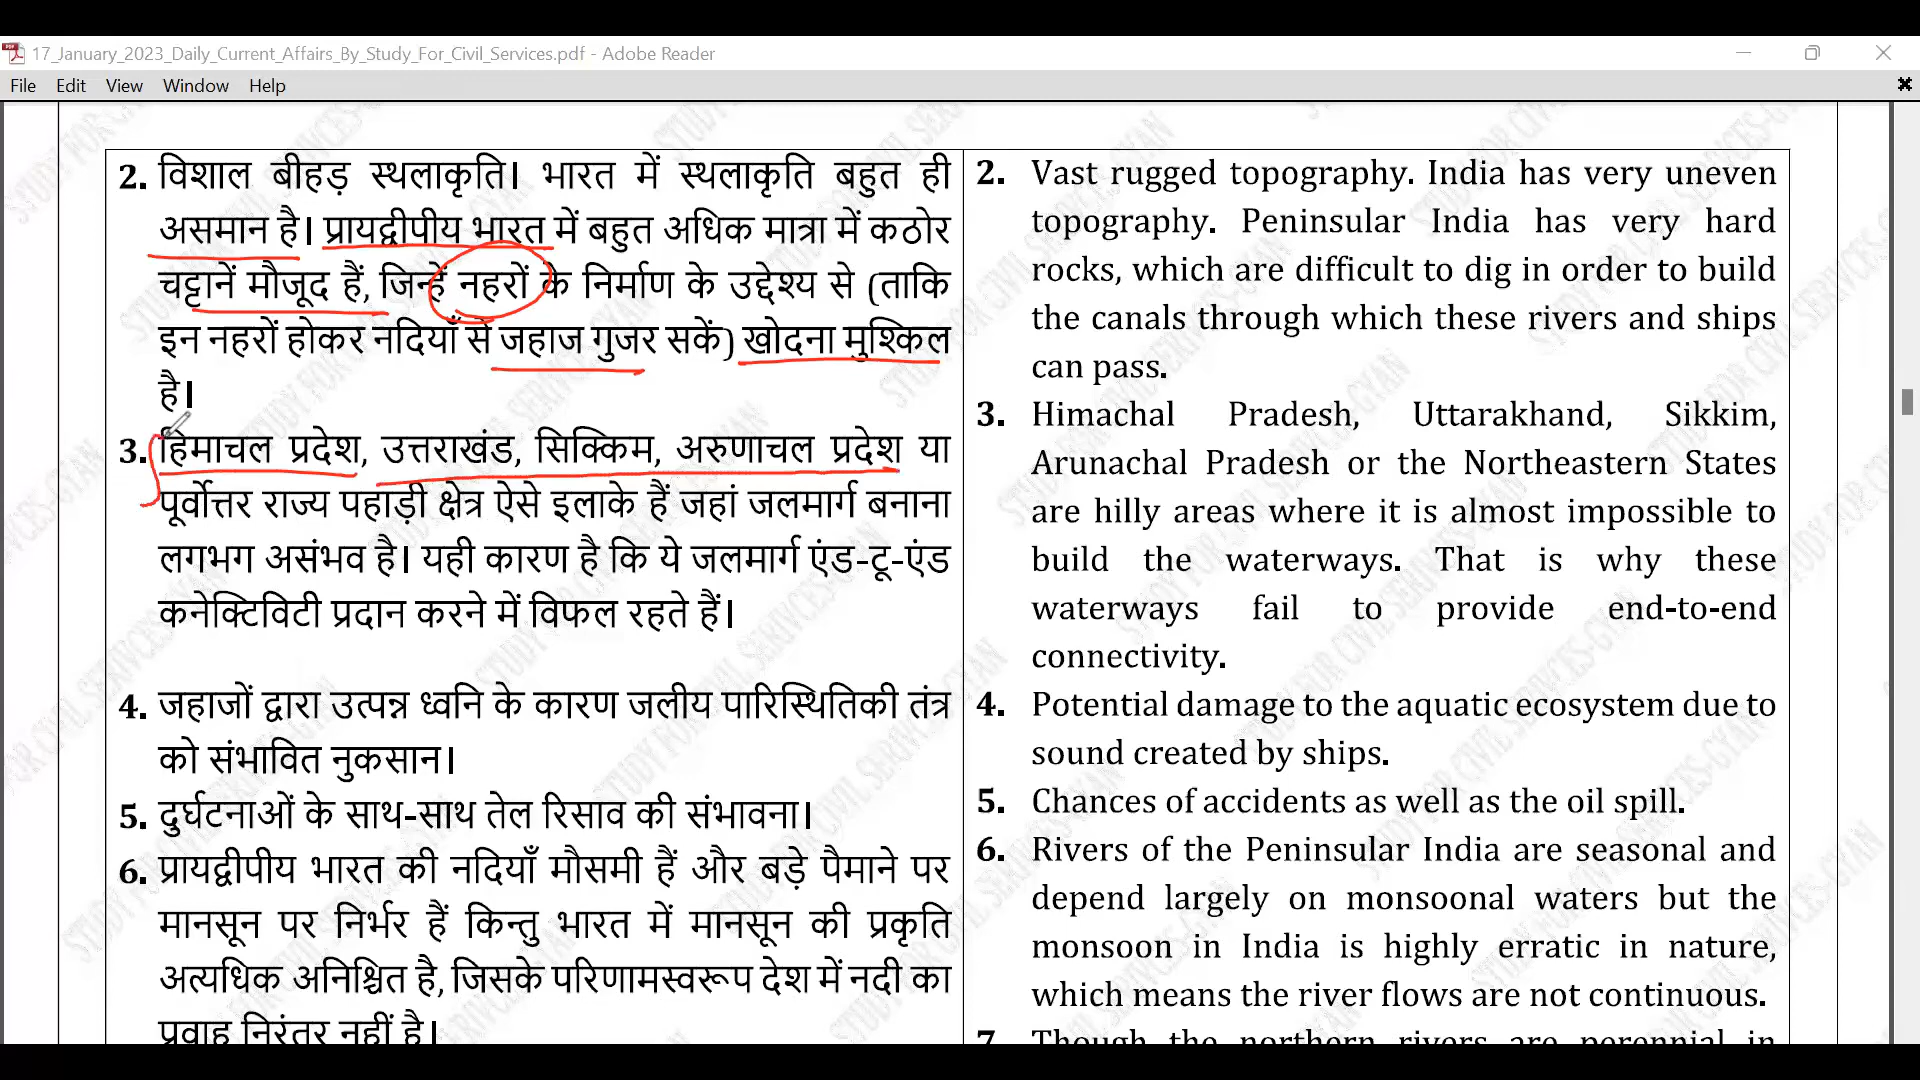 17_January_2023_Daily_Current_Affairs_By_Study_For_Civil_Services.pdf - Adobe Reader
File Edit View Window Help
2. विशाल बीहड़ स्थलाकृति। भारत में स्थलाकृति बहुत ही
असमान है। प्रायद्वीपीय भारत में बहुत अधिक मात्रा में कठोर
चट्टानें मौजूद हैं, जिन्हें नहरों के निर्माण के उद्देश्य से (ताकि
इन नहरों होकर नदियाँ से जहाज गुजर सकें) खोदना मुश्किल
है।
3. हिमाचल प्रदेश, उत्तराखंड, सिक्किम, अरुणाचल प्रदेश या
पूर्वोत्तर राज्य पहाड़ी क्षेत्र ऐसे इलाके हैं जहां जलमार्ग बनाना
लगभग असंभव है। यही कारण है कि ये जलमार्ग एंड-टू-एंड
कनेक्टिविटी प्रदान करने में विफल रहते हैं।
4. जहाजों द्वारा उत्पन्न ध्वनि के कारण जलीय पारिस्थितिकी तंत्र
को संभावित नुकसान।
5. दुर्घटनाओं के साथ-साथ तेल रिसाव की संभावना।
6. प्रायद्वीपीय भारत की नदियाँ मौसमी हैं और बड़े पैमाने पर
मानसून पर निर्भर हैं किन्तु भारत में मानसून की प्रकृति
अत्यधिक अनिश्चित है, जिसके परिणामस्वरूप देश में नदी का
प्रवाह निरंतर नहीं है।
2. Vast rugged topography. India has very uneven
topography. Peninsular India has very hard
rocks, which are difficult to dig in order to build
the canals through which these rivers and ships
can pass.
3. Himachal Pradesh, Uttarakhand, Sikkim,
Arunachal Pradesh or the Northeastern States
are hilly areas where it is almost impossible to
build the waterways. That is why these
waterways fail to provide end-to-end
connectivity.
4. Potential damage to the aquatic ecosystem due to
sound created by ships.
5. Chances of accidents as well as the oil spill.
6. Rivers of the Peninsular India are seasonal and
depend largely on monsoonal waters but the
monsoon in India is highly erratic in nature,
which means the river flows are not continuous.
7. Though the northern rivers are perennial in